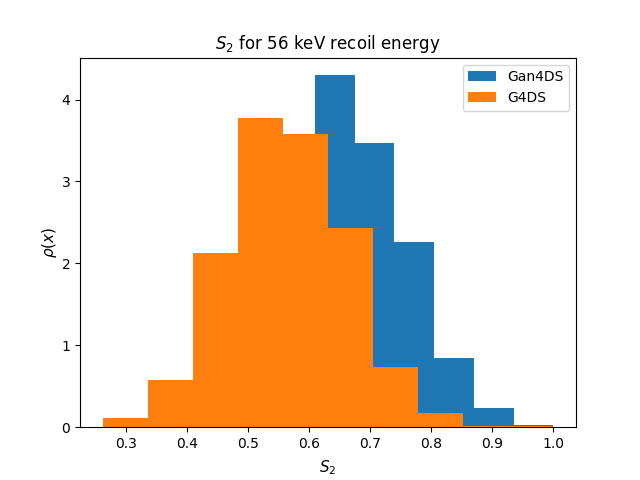 S₂ for 56 keV recoil energy
Gan4DS
G4DS
ρ(x)
4
3
2
1
0
0.3 0.4 0.5 0.6 0.7 0.8 0.9 1.0
S₂